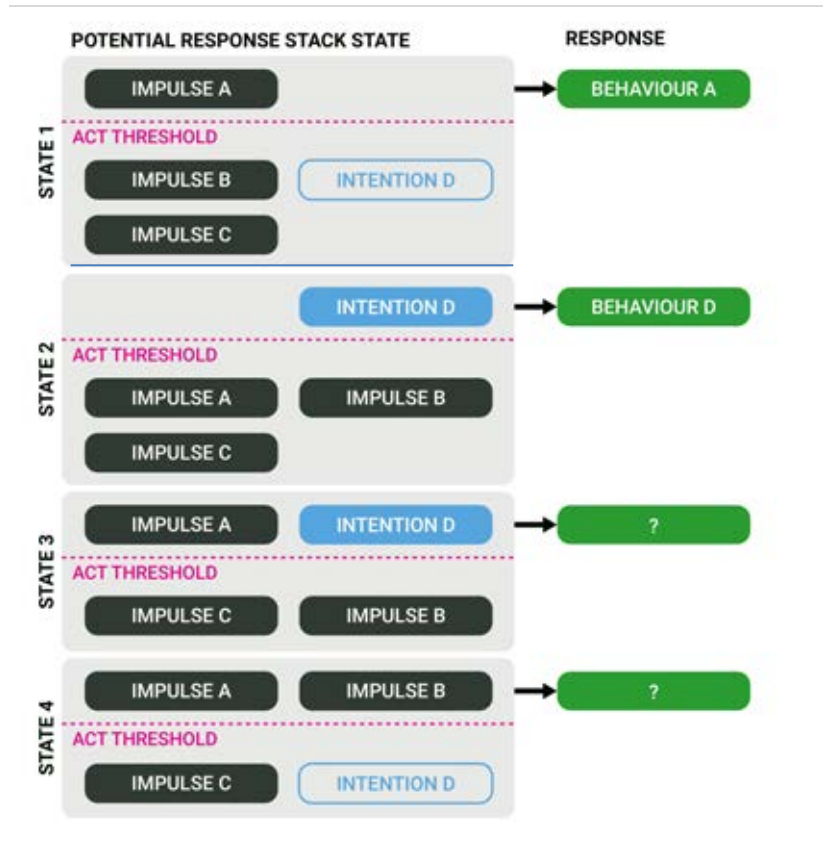 POTENTIAL RESPONSE STACK STATE RESPONSE
STATE 1
IMPULSE A BEHAVIOUR A
ACT THRESHOLD
IMPULSE B INTENTION D
IMPULSE C
STATE 2
INTENTION D BEHAVIOUR D
ACT THRESHOLD
IMPULSE A IMPULSE B
IMPULSE C
STATE 3
IMPULSE A INTENTION D ?
ACT THRESHOLD
IMPULSE C IMPULSE B
STATE 4
IMPULSE A IMPULSE B ?
ACT THRESHOLD
IMPULSE C INTENTION D